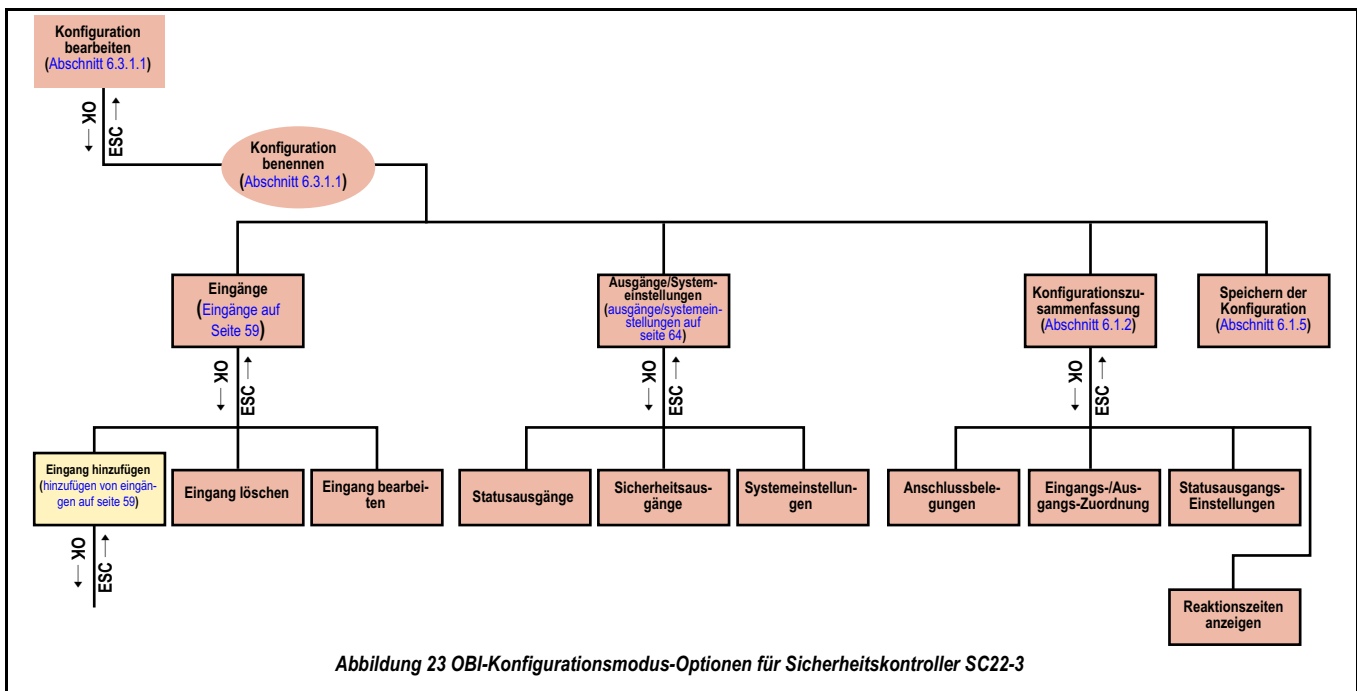 Konfiguration
bearbeiten
(Abschnitt 6.3.1.1)
OK →
ESC →
Konfiguration
benennen
(Abschnitt 6.3.1.1)
Eingänge
(Eingänge auf
Seite 59)
Ausgänge/System-
einstellungen
(ausgänge/systemein-
stellungen auf
seite 64)
Konfigurationszu-
sammenfassung
(Abschnitt 6.1.2)
Speichern der
Konfiguration
(Abschnitt 6.1.5)
OK →
ESC →
OK →
ESC →
OK →
ESC →
Eingang hinzufügen
(hinzufügen von eingän-
gen auf seite 59)
Eingang löschen
Eingang bearbei-
ten
Statusausgänge
Sicherheitsaus-
gänge
Systemeinstellun-
gen
Anschlussbele-
gungen
Eingangs-/Aus-
gangs-Zuordnung
Statusausgangs-
Einstellungen
OK →
ESC →
Reaktionszeiten
anzeigen
Abbildung 23 OBI-Konfigurationsmodus-Optionen für Sicherheitskontroller SC22-3